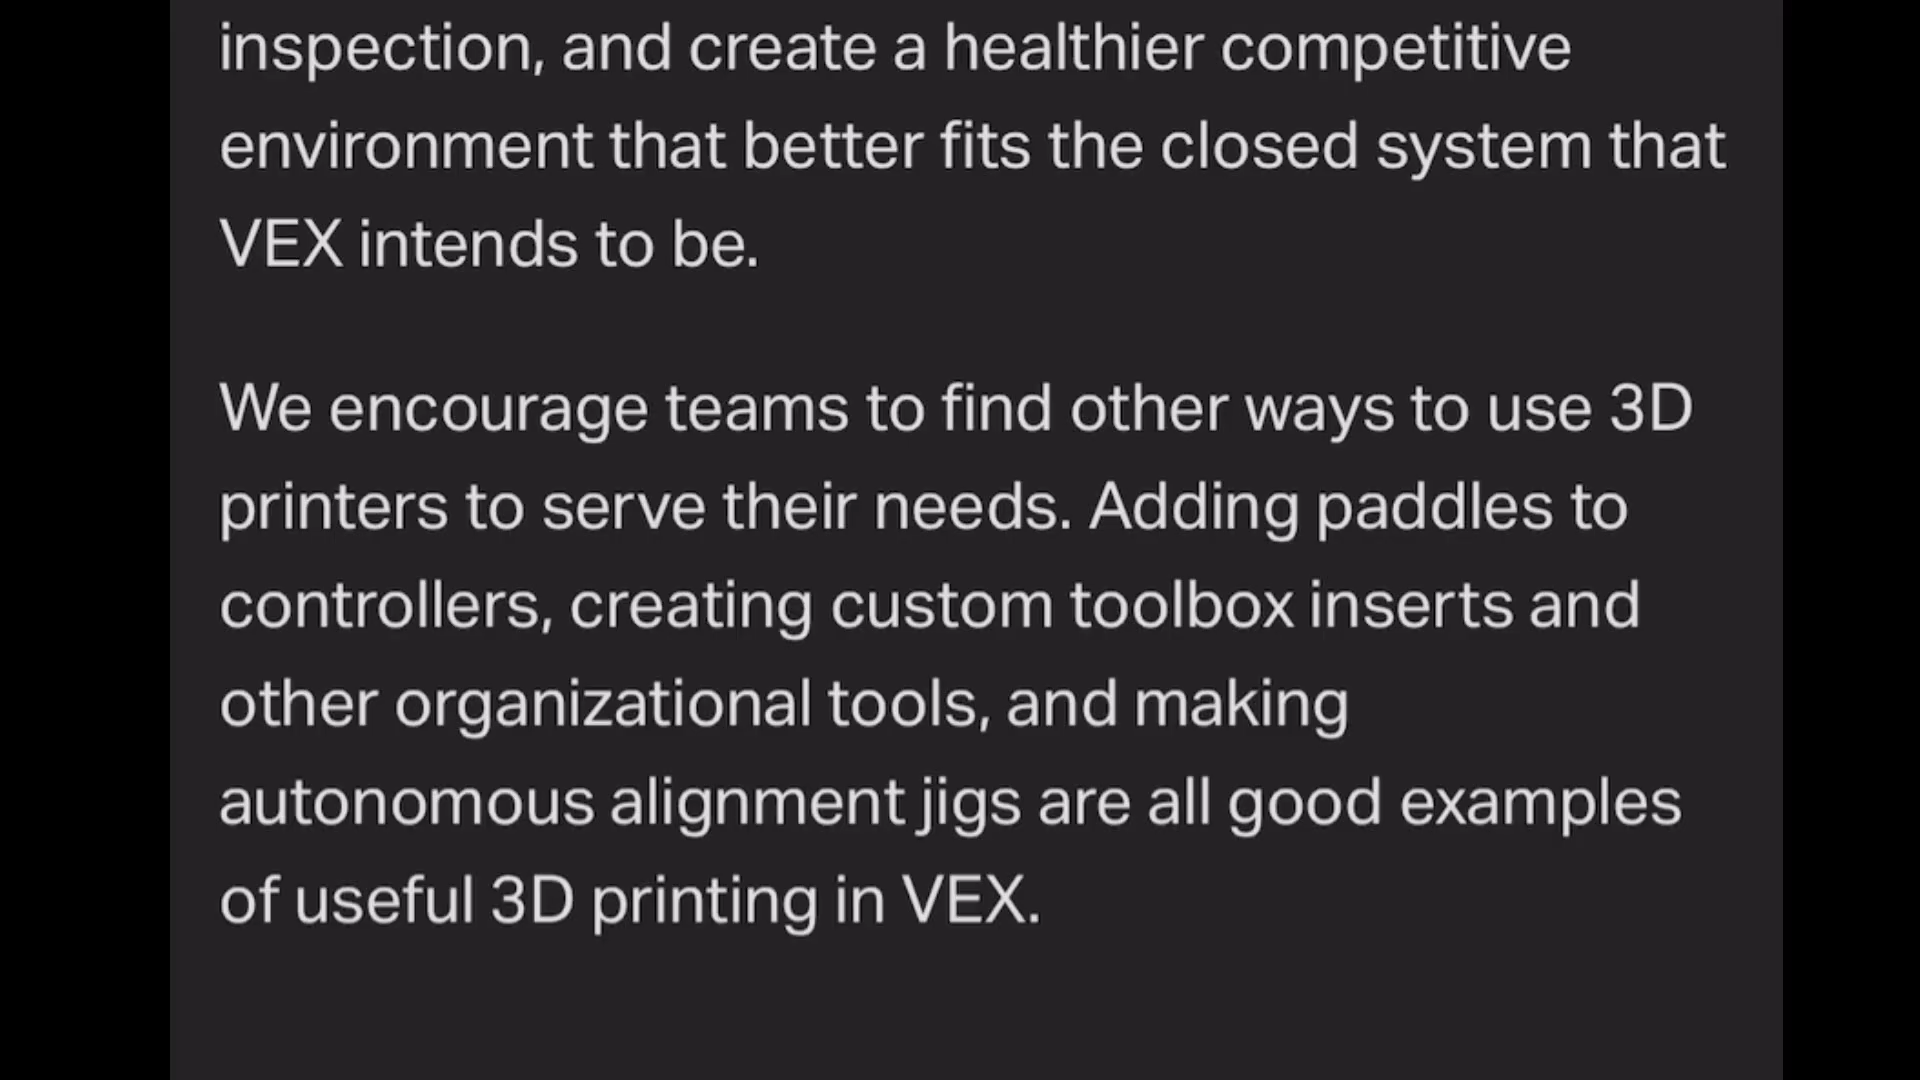 inspection, and create a healthier competitive
environment that better fits the closed system that
VEX intends to be.
We encourage teams to find other ways to use 3D
printers to serve their needs. Adding paddles to
controllers, creating custom toolbox inserts and
other organizational tools, and making
autonomous alignment jigs are all good examples
of useful 3D printing in VEX.